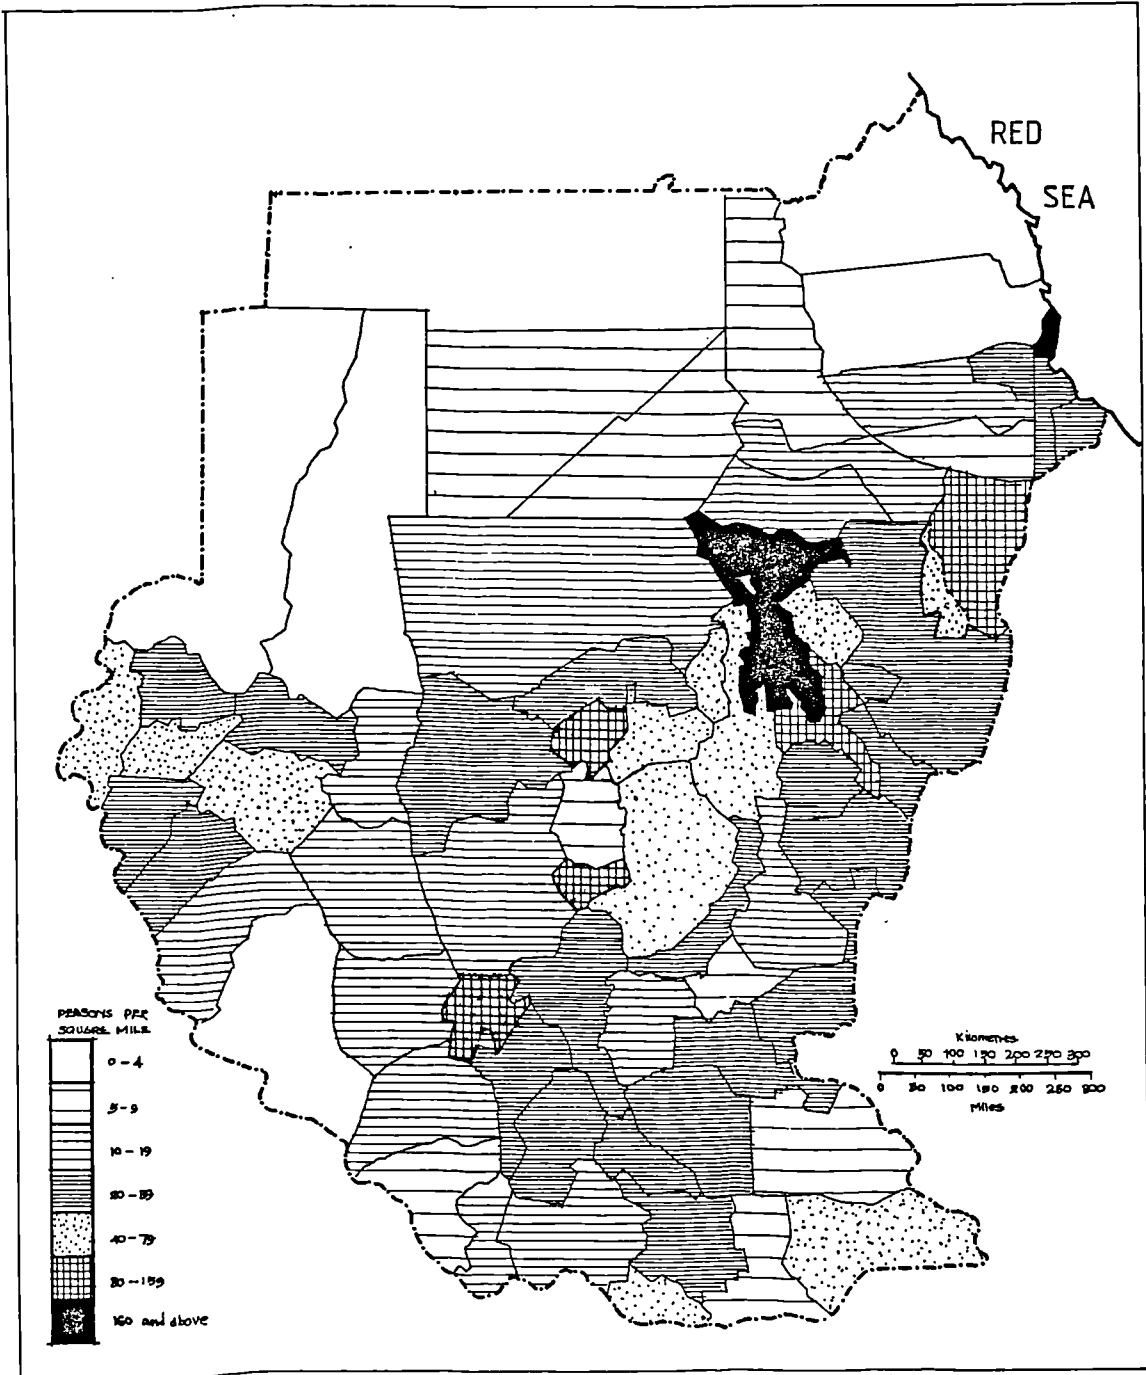 RED
SEA
PERSONS PER
SQUARE MILE
0-4
5-9
10-19
20-39
40-79
80-159
160 and above
Kilometres
0 50 100 150 200 250 300
0 50 100 150 200 250 300
Miles